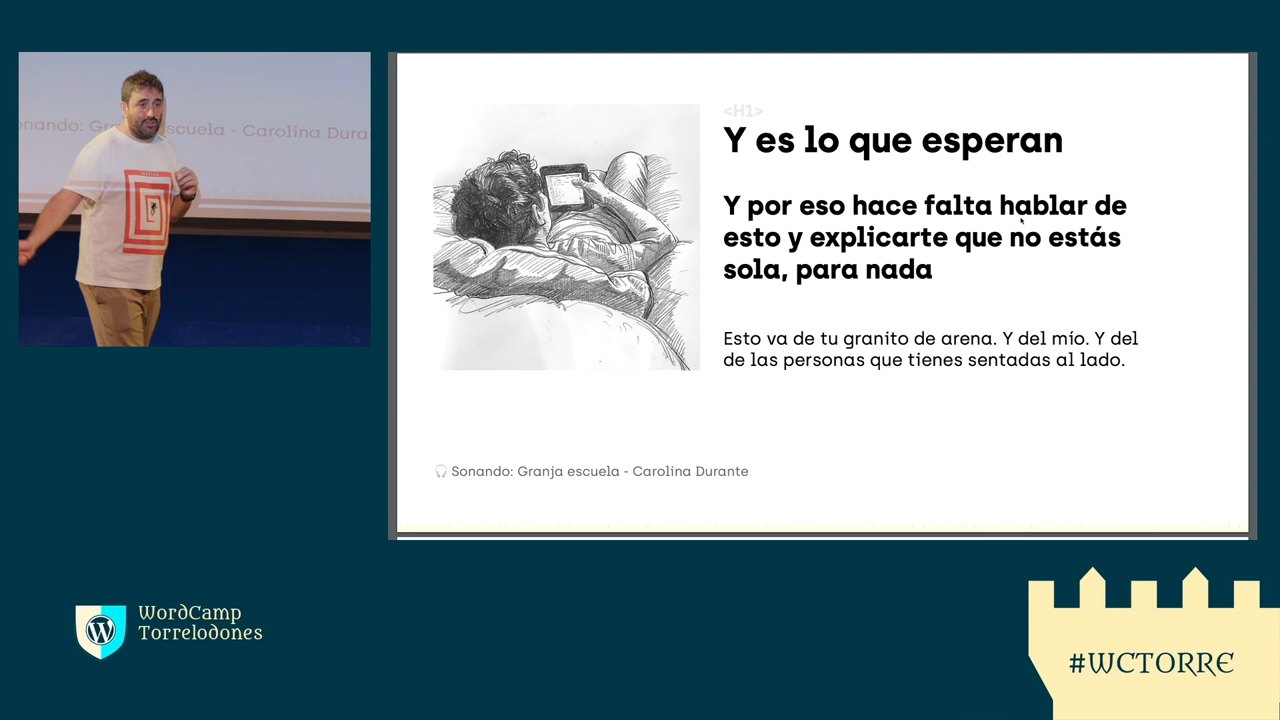 onando: Gr
scuela - Carolina Dura
<H1>
Y es lo que esperan
Y por eso hace falta hablar de
esto y explicarte que no estás
sola, para nada
Esto va de tu granito de arena. Y del mío. Y del
de las personas que tienes sentadas al lado.
Sonando: Granja escuela - Carolina Durante
WordCamp
Torrelodones
#WCTORRE